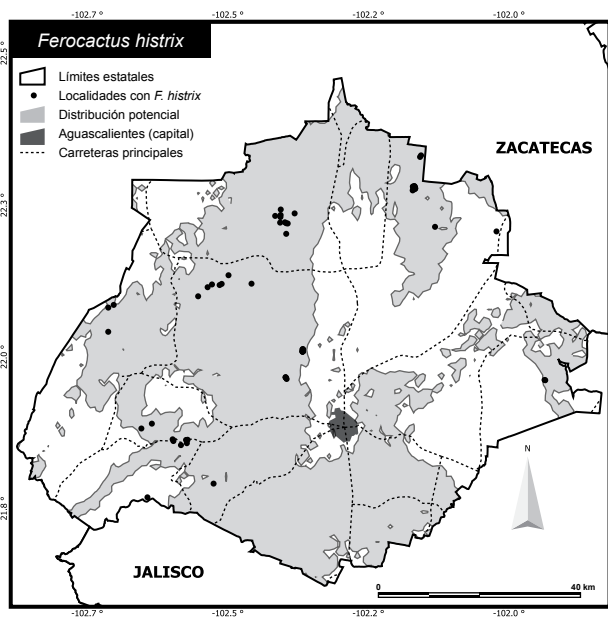 -102.7 ° -102.5 ° -102.2 ° -102.0 °
Ferocactus histrix
Límites estatales
Localidades con F. histrix
Distribución potencial
Aguascalientes (capital)
Carreteras principales
ZACATECAS
22.5 °
22.3 °
22.0 °
21.8 °
N
JALISCO
0 40 km
-102.7 ° -102.5 ° -102.2 ° -102.0 °